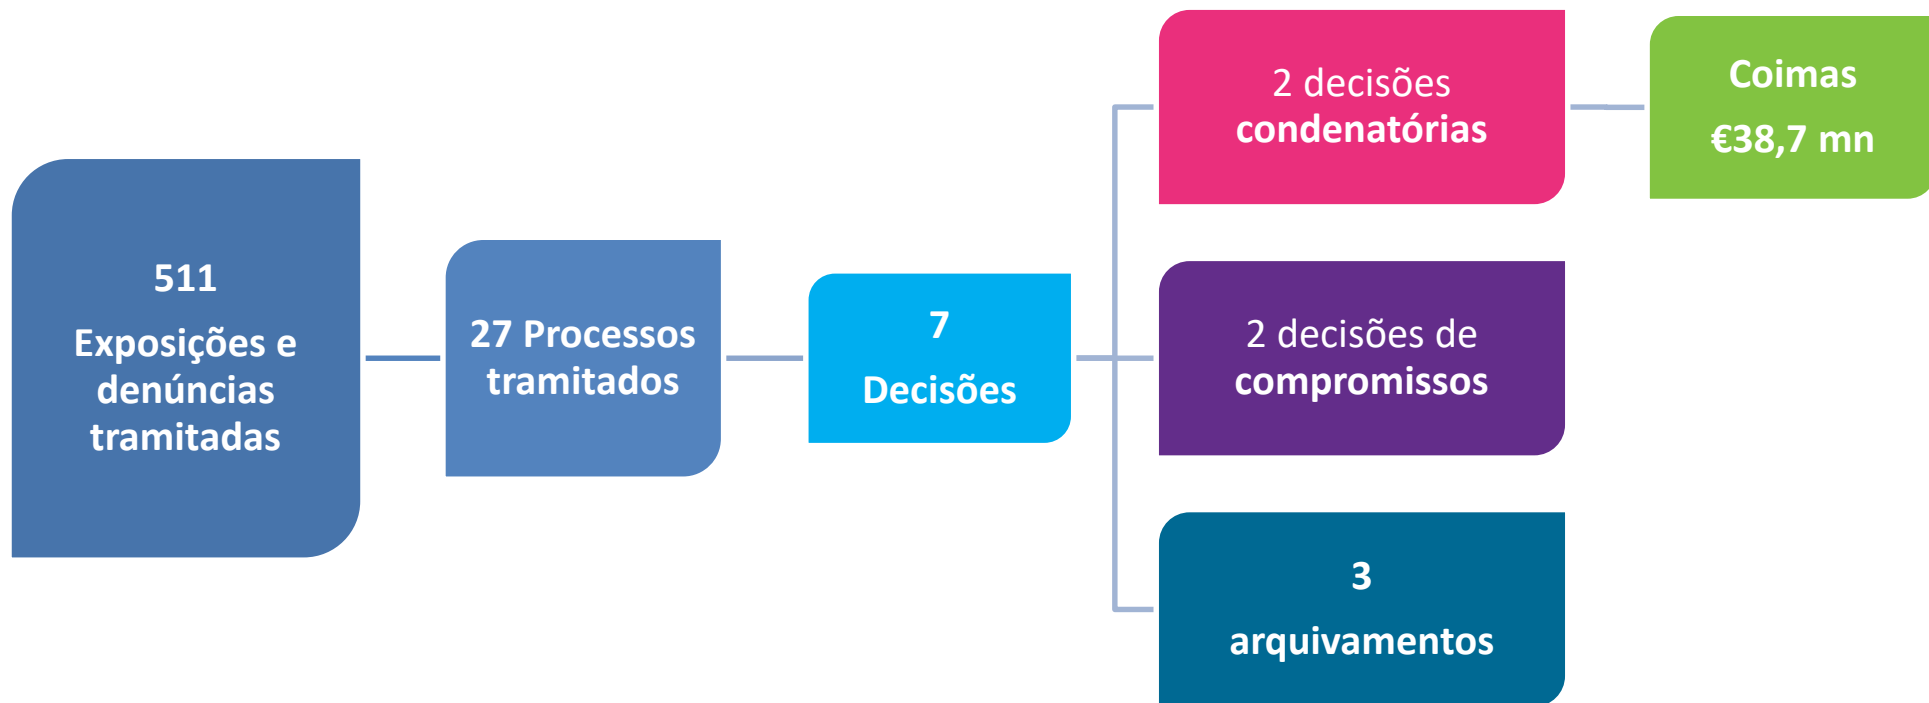 511
Exposições e
denúncias
tramitadas
27 Processos
tramitados
7
Decisões
2 decisões
condenatórias
Coimas
€38,7 mn
2 decisões de
compromissos
3
arquivamentos